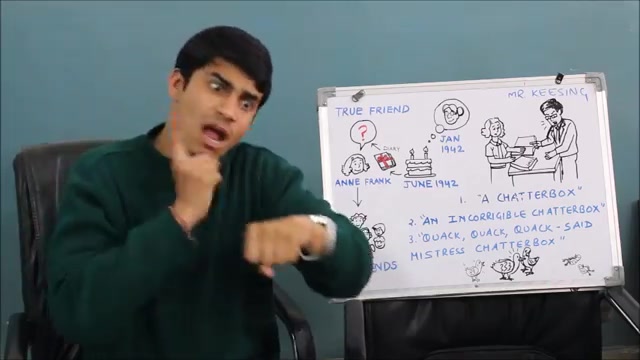 TRUE FRIEND
MR. KEESING
?
DIARY
JAN
1942
ANNE FRANK
JUNE 1942
1. "A CHATTERBOX"
2. "AN INCORRIGIBLE CHATTERBOX"
3. "QUACK, QUACK, QUACK - SAID
MISTRESS CHATTERBOX"